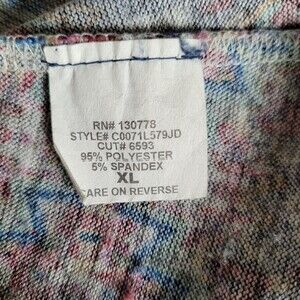 RN# 130778
STYLE# C0071L579JD
CUT# 6593
95% POLYESTER
5% SPANDEX
XL
CARE ON REVERSE